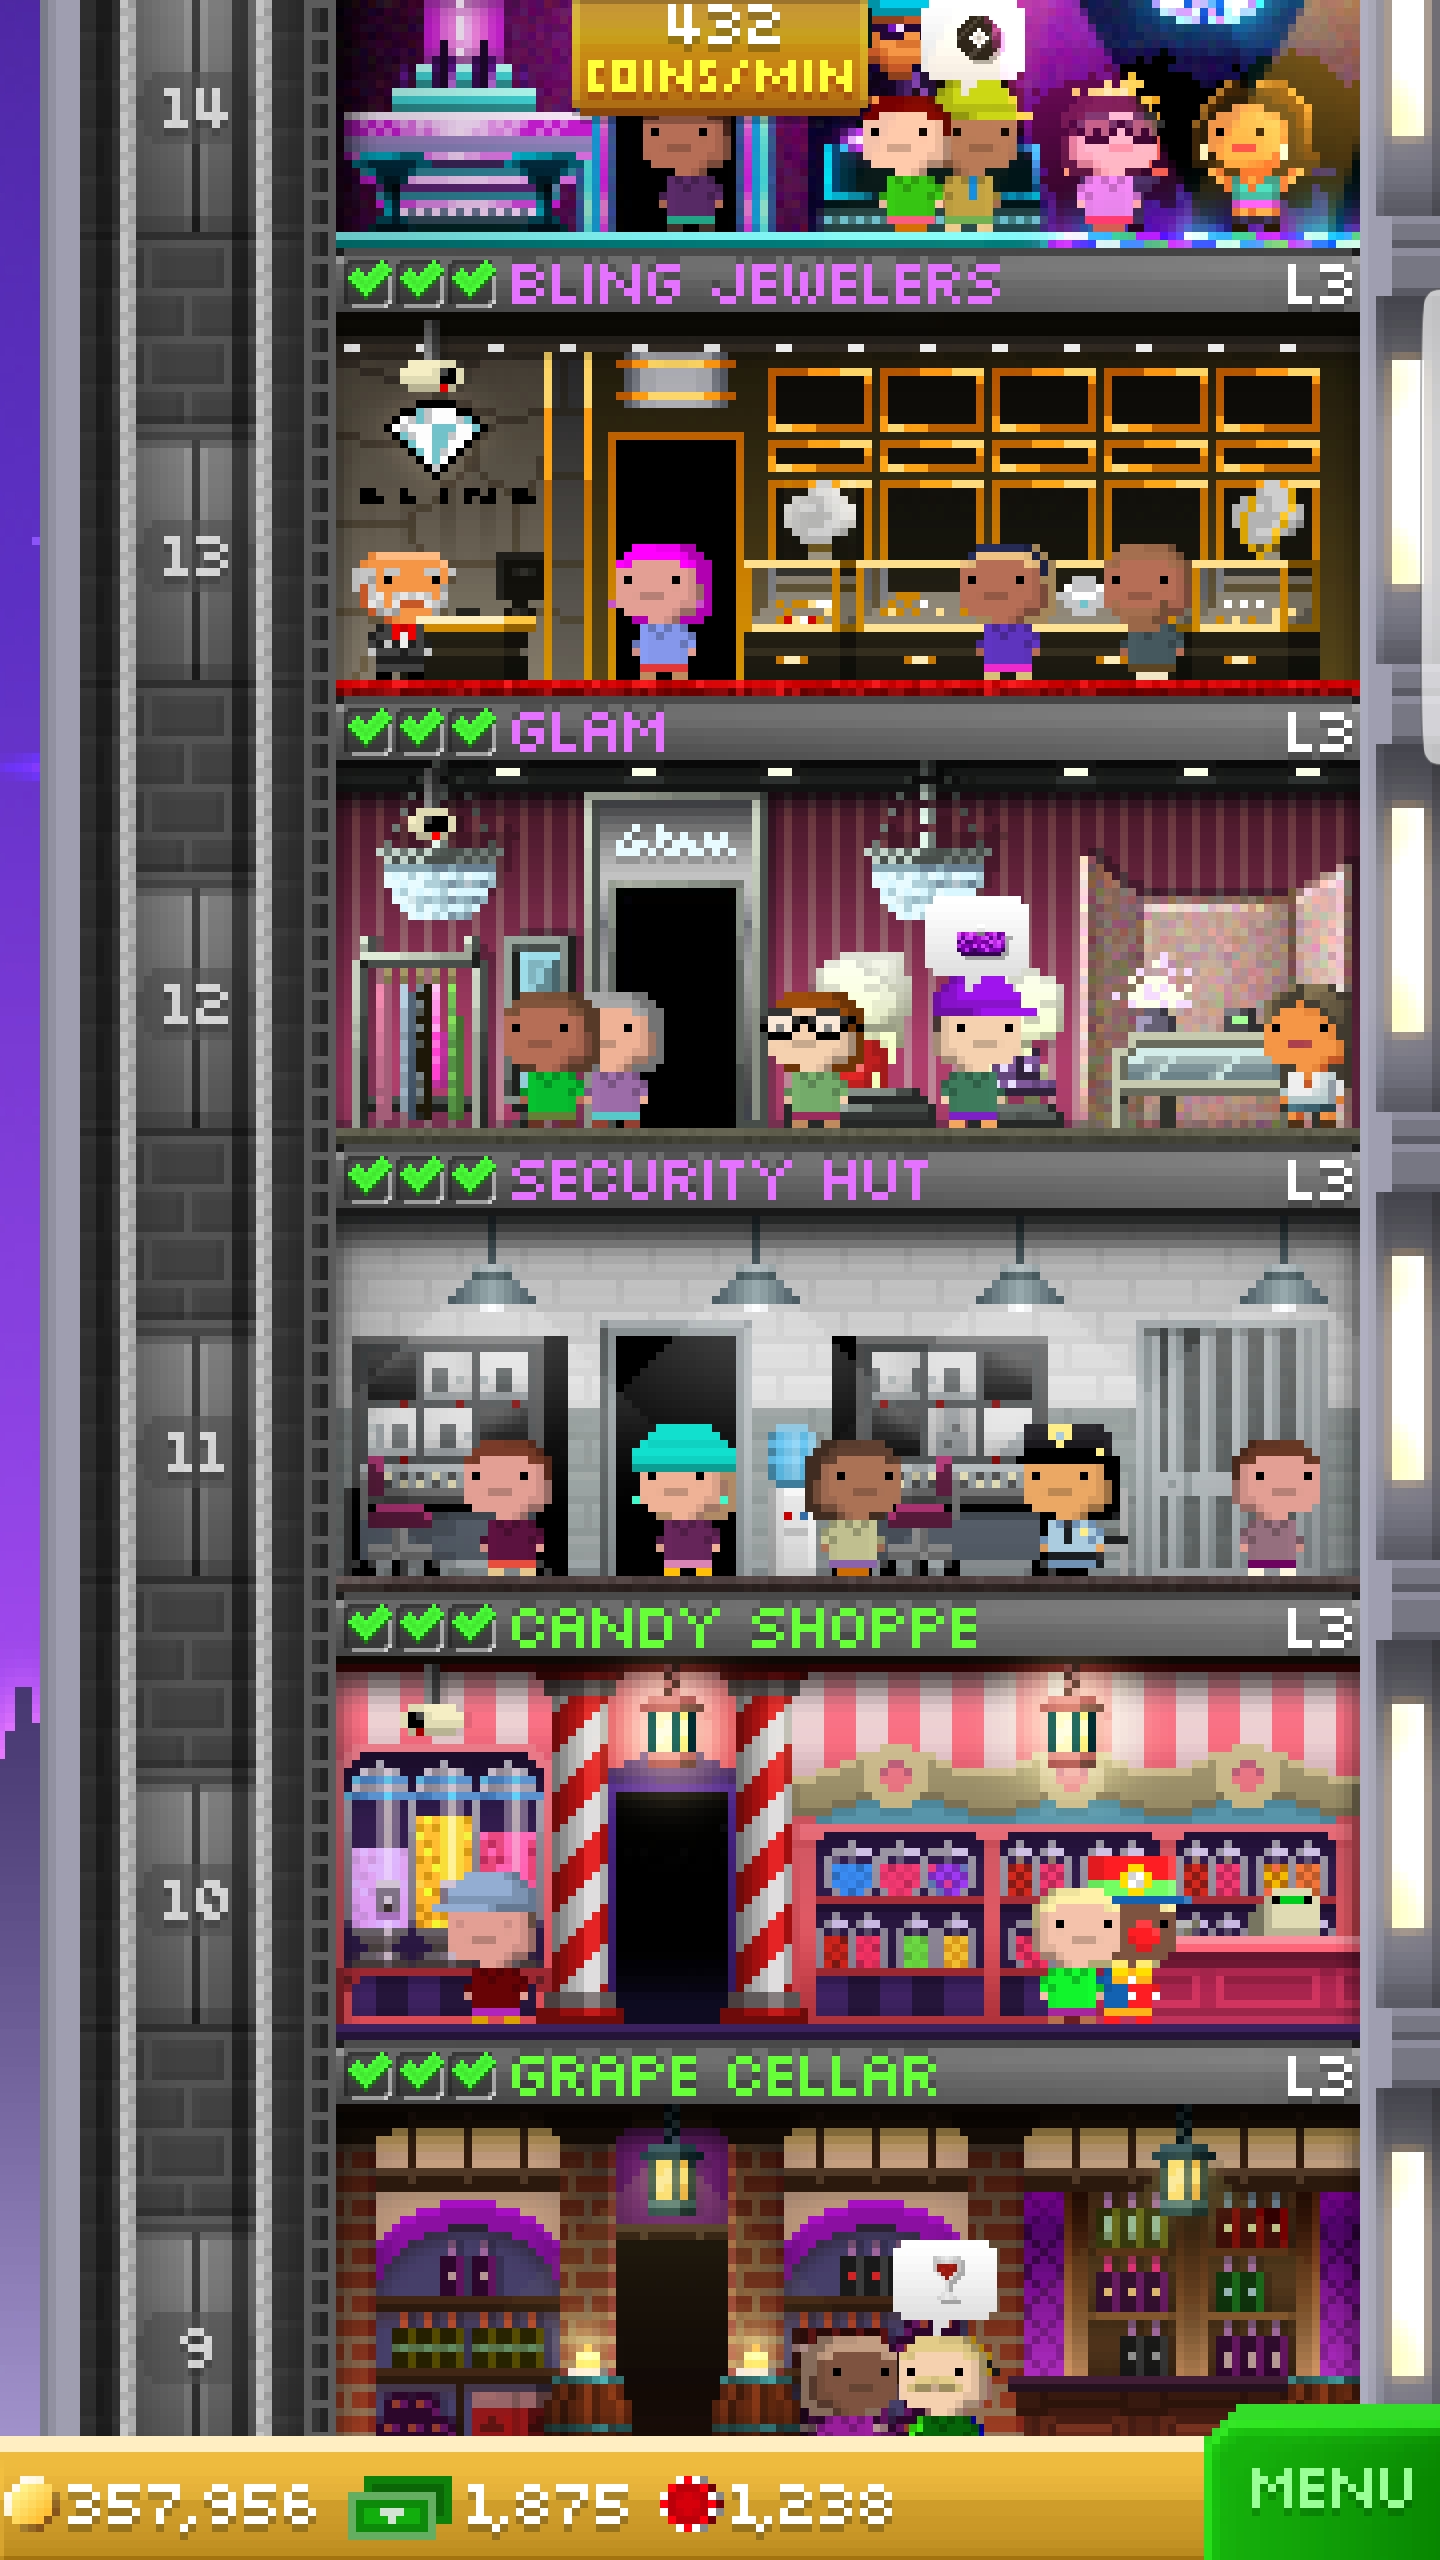 432
COINS/MIN
14
BLING JEWELERS L3
BLING
13
GLAM L3
Glam
12
SECURITY HUT L3
11
CANDY SHOPPE L3
10
GRAPE CELLAR L3
9
357,956 1,875 1,238
MENU